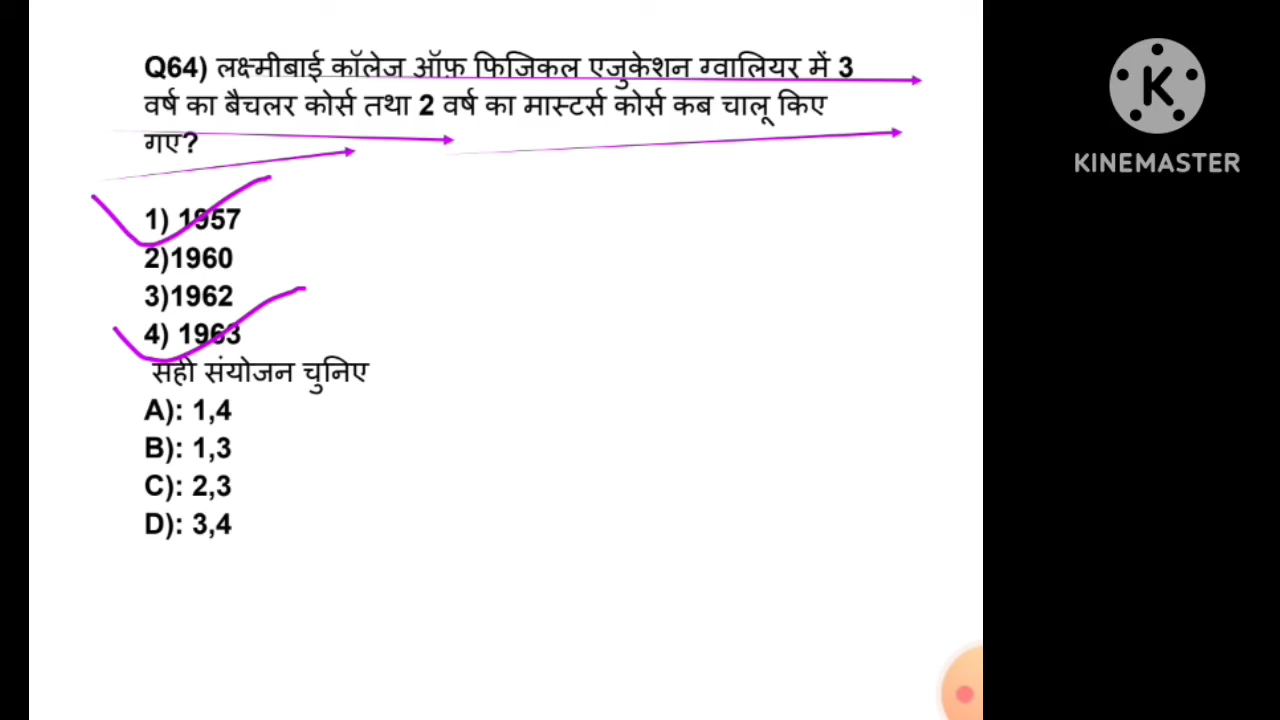 Q64) लक्ष्मीबाई कॉलेज ऑफ़ फिजिकल एजुकेशन ग्वालियर में 3
वर्ष का बैचलर कोर्स तथा 2 वर्ष का मास्टर्स कोर्स कब चालू किए
गए?
1) 1957
2)1960
3)1962
4) 1963
सही संयोजन चुनिए
A): 1,4
B): 1,3
C): 2,3
D): 3,4
K
KINEMASTER